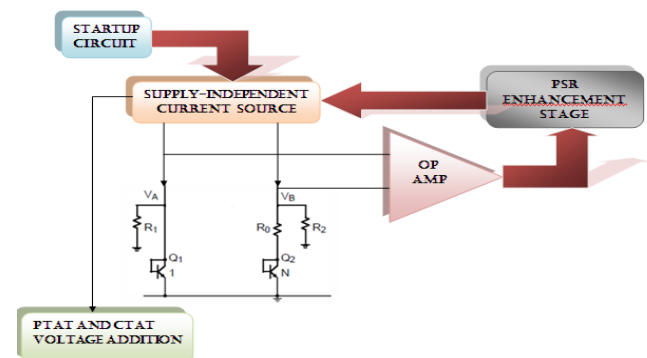 STARTUP
CIRCUIT
SUPPLY-INDEPENDENT
CURRENT SOURCE
PSR
ENHANCEMENT
STAGE
OP
AMP
VA
VB
R1
R0
R2
Q1
Q2
1
N
PTAT AND CTAT
VOLTAGE ADDITION